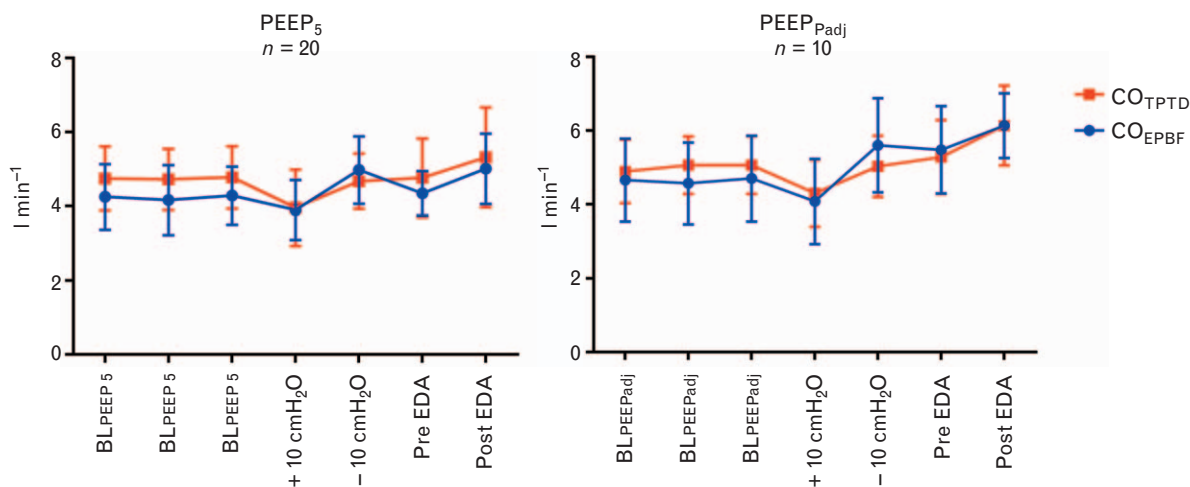 PEEP5
n = 20
l min−1
8
6
4
2
0
BLPEEP 5
BLPEEP 5
BLPEEP 5
+ 10 cmH2O
− 10 cmH2O
Pre EDA
Post EDA
PEEPPadj
n = 10
l min−1
8
6
4
2
0
BLPEEPadj
BLPEEPadj
BLPEEPadj
+ 10 cmH2O
− 10 cmH2O
Pre EDA
Post EDA
COTPTD
COEPBF